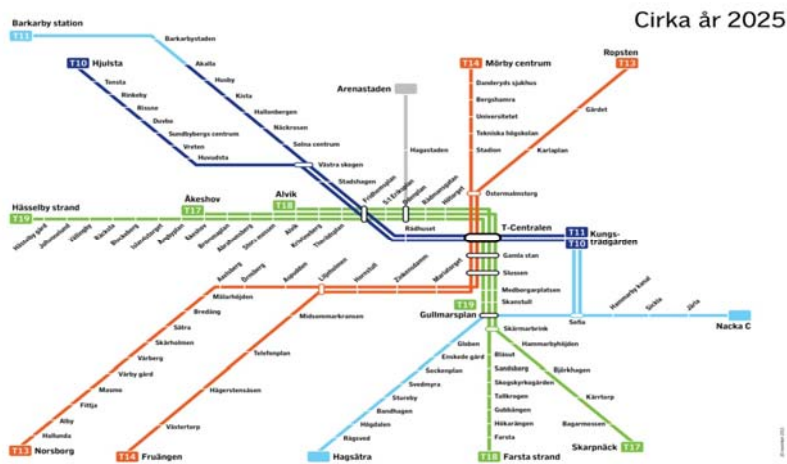 Cirka år 2025
Barkarby station
T11
Barkarbystaden
T10 Hjulsta
Akalla
Husby
Kista
Hallonbergen
Näckrosen
Solna centrum
Västra skogen
Stadshagen
Tensta
Rinkeby
Rissne
Duvbo
Sundbybergs centrum
Vreten
Huvudsta
Arenastaden
Hagastaden
T14 Mörby centrum
Danderyds sjukhus
Bergshamra
Universitetet
Tekniska högskolan
Stadion
Ropsten
T13
Gärdet
Karlaplan
Östermalmstorg
Hässelby strand
T19
Hässelby gård
Johannelund
Vällingby
Råcksta
Blackeberg
Islandstorget
Ängbyplan
Åkeshov
T17
Åkeshov
Brommaplan
Abrahamsberg
Stora mossen
Alvik
T18
Alvik
Kristineberg
Thorildsplan
Fridhemsplan
S:t Eriksplan
Odenplan
Rådmansgatan
Hötorget
Rådhuset
T-Centralen
T11
T10
Kungs-
trädgården
Gamla stan
Slussen
Medborgarplatsen
Skanstull
T19
Gullmarsplan
Skärmarbrink
Sofia
Hammarby kanal
Sickla
Järla
Nacka C
Axelsberg
Örnsberg
Aspudden
Liljeholmen
Hornstull
Zinkensdamm
Mariatorget
Mälarhöjden
Bredäng
Sätra
Skärholmen
Vårberg
Vårby gård
Masmo
Fittja
Alby
Hallunda
T13 Norsborg
Midsommarkransen
Telefonplan
Hägerstensåsen
Västertorp
T14 Fruängen
Globen
Enskede gård
Sockenplan
Svedmyra
Stureby
Bandhagen
Högdalen
Rågsved
Hagsätra
Blåsut
Sandsborg
Skogskyrkogården
Tallkrogen
Gubbängen
Hökarängen
Farsta
T18 Farsta strand
Hammarbyhöjden
Björkhagen
Kärrtorp
Bagarmossen
Skarpnäck T17